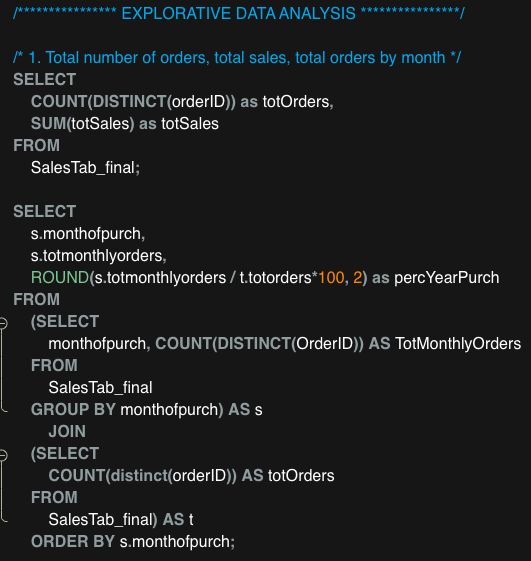 /**************** EXPLORATIVE DATA ANALYSIS ****************/
/* 1. Total number of orders, total sales, total orders by month */
SELECT
COUNT(DISTINCT(orderID)) as totOrders,
SUM(totSales) as totSales
FROM
SalesTab_final;
SELECT
s.monthofpurch,
s.totmonthlyorders,
ROUND(s.totmonthlyorders / t.totorders*100, 2) as percYearPurch
FROM
(SELECT
monthofpurch, COUNT(DISTINCT(OrderID)) AS TotMonthlyOrders
FROM
SalesTab_final
GROUP BY monthofpurch) AS s
JOIN
(SELECT
COUNT(distinct(orderID)) AS totOrders
FROM
SalesTab_final) AS t
ORDER BY s.monthofpurch;